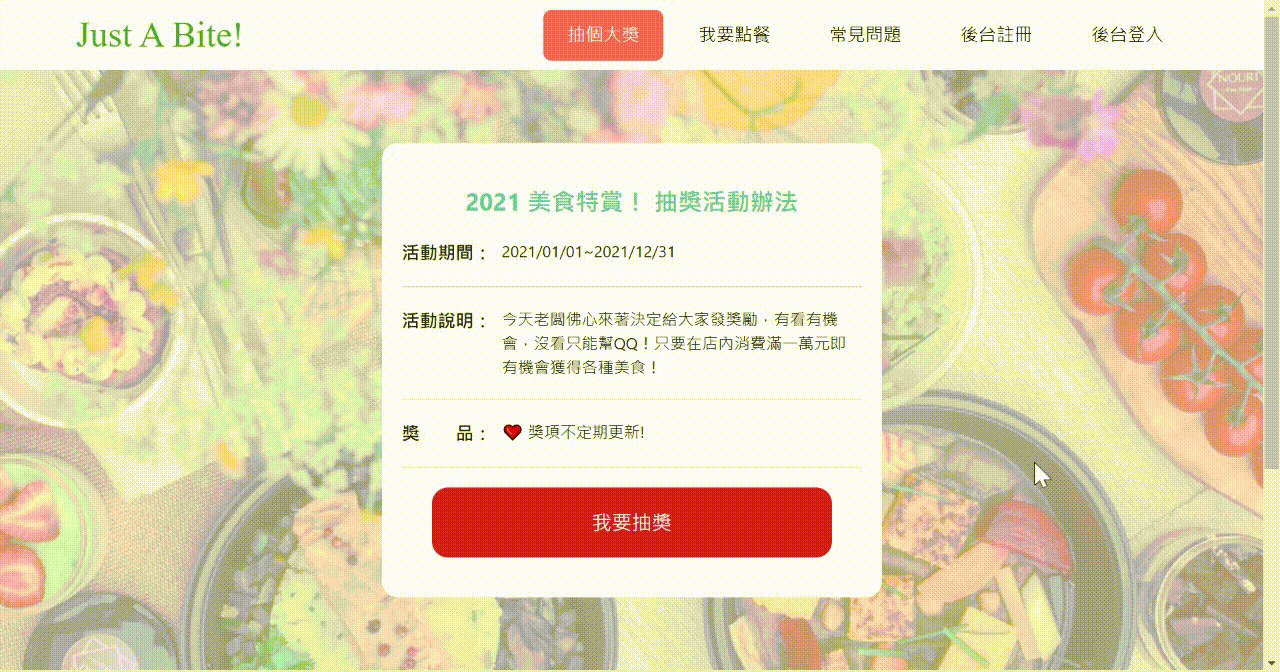 Just A Bite!
抽個大獎
我要點餐
常見問題
後台註冊
後台登入
NOURI
2021 美食特賞! 抽獎活動辦法
活動期間: 2021/01/01~2021/12/31
活動說明: 今天老闆佛心來著決定給大家發獎勵,有看有機
會,沒看只能幫QQ!只要在店內消費滿一萬元即
有機會獲得各種美食!
獎 品: 獎項不定期更新!
我要抽獎